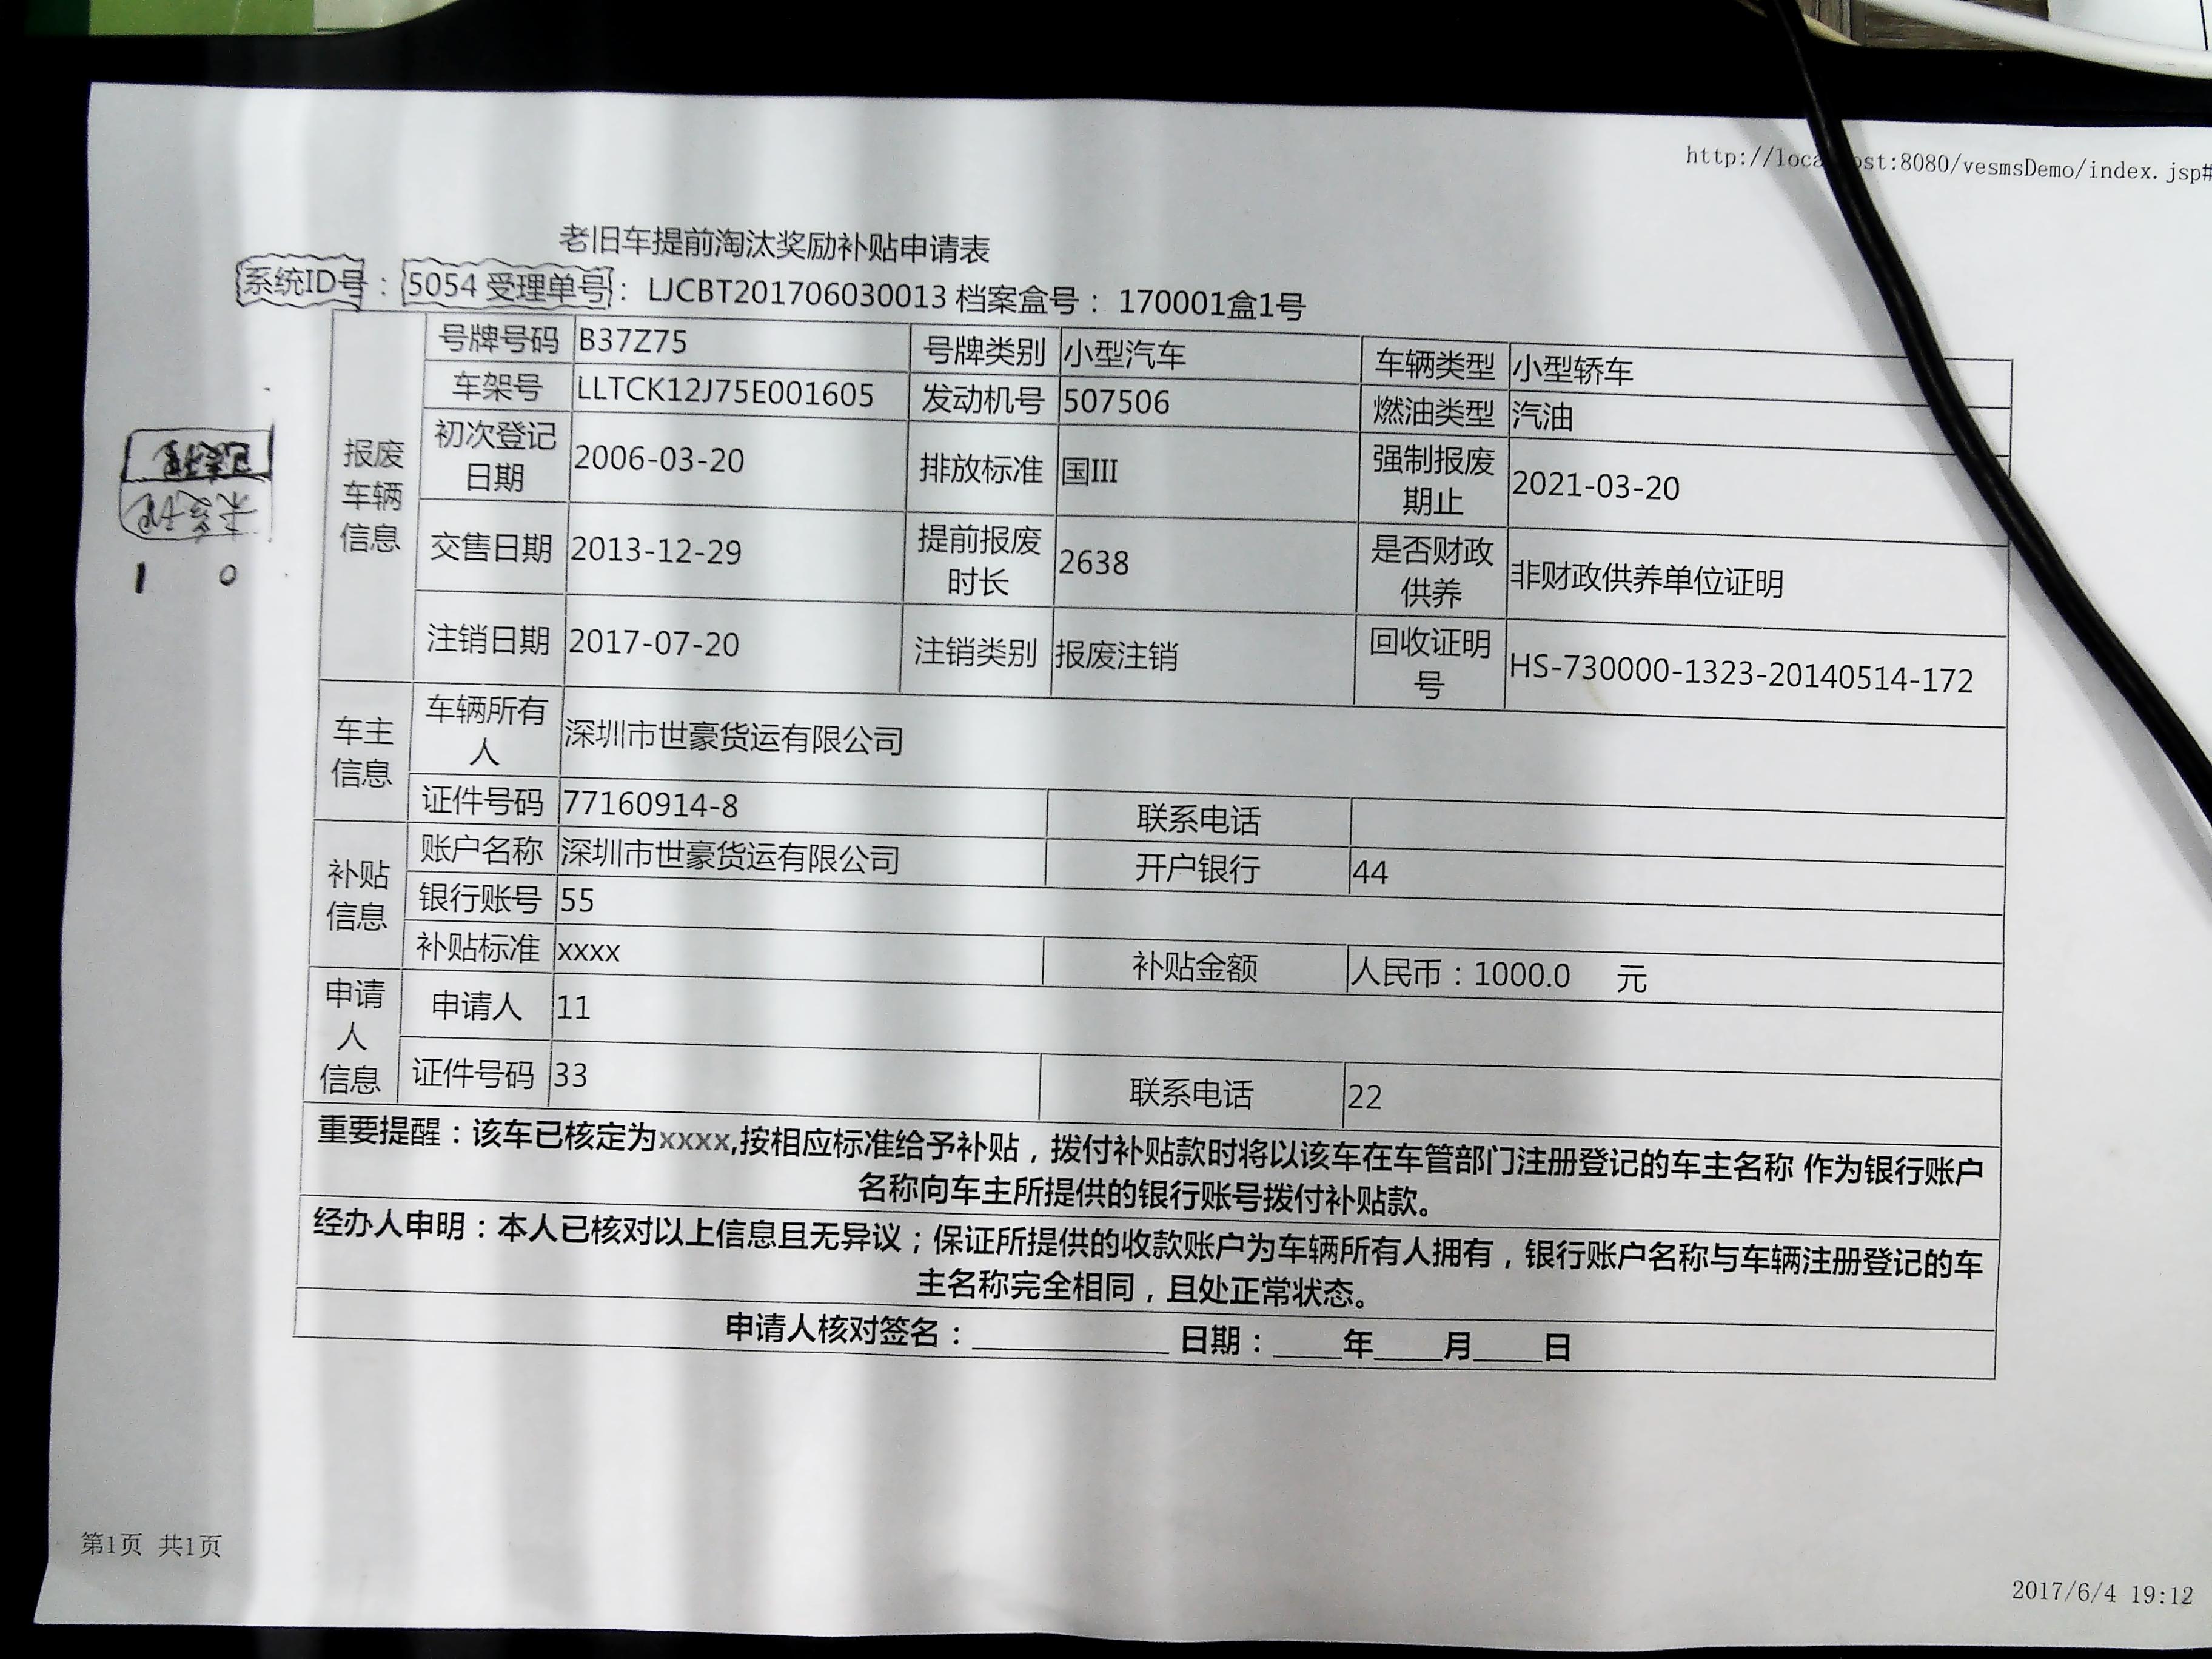 老旧车提前淘汰奖励补贴申请表
系统ID号：5054 受理单号：LJCBT201706030013 档案盒号：170001盒1号
报废车辆信息
号牌号码 B37Z75 号牌类别 小型汽车 车辆类型 小型轿车
车架号 LLTCK12J75E001605 发动机号 507506 燃油类型 汽油
初次登记日期 2006-03-20 排放标准 国III 强制报废期止 2021-03-20
交售日期 2013-12-29 提前报废时长 2638 是否财政供养 非财政供养单位证明
注销日期 2017-07-20 注销类别 报废注销 回收证明号 HS-730000-1323-20140514-172
车主信息
车辆所有人 深圳市世豪货运有限公司
证件号码 77160914-8 联系电话
补贴信息
账户名称 深圳市世豪货运有限公司 开户银行 44
银行账号 55
补贴标准 xxxx 补贴金额 人民币：1000.0 元
申请人信息
申请人 11
证件号码 33 联系电话 22
重要提醒：该车已核定为xxxx,按相应标准给予补贴，拨付补贴款时将以该车在车管部门注册登记的车主名称 作为银行账户
名称向车主所提供的银行账号拨付补贴款。
经办人申明：本人已核对以上信息且无异议；保证所提供的收款账户为车辆所有人拥有，银行账户名称与车辆注册登记的车
主名称完全相同，且处正常状态。
申请人核对签名：__________ 日期：____年____月____日
1 0
第1页 共1页
2017/6/4 19:12